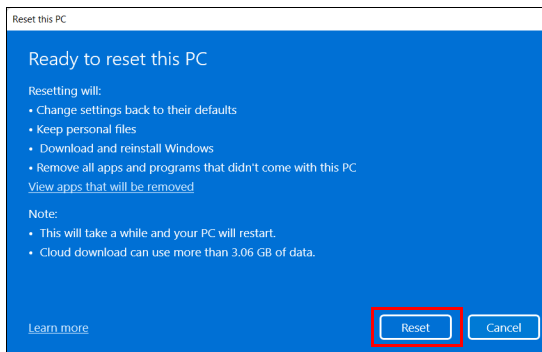 Reset this PC
Ready to reset this PC
Resetting will:
• Change settings back to their defaults
• Keep personal files
• Download and reinstall Windows
• Remove all apps and programs that didn't come with this PC
View apps that will be removed
Note:
• This will take a while and your PC will restart.
• Cloud download can use more than 3.06 GB of data.
Learn more
Reset
Cancel